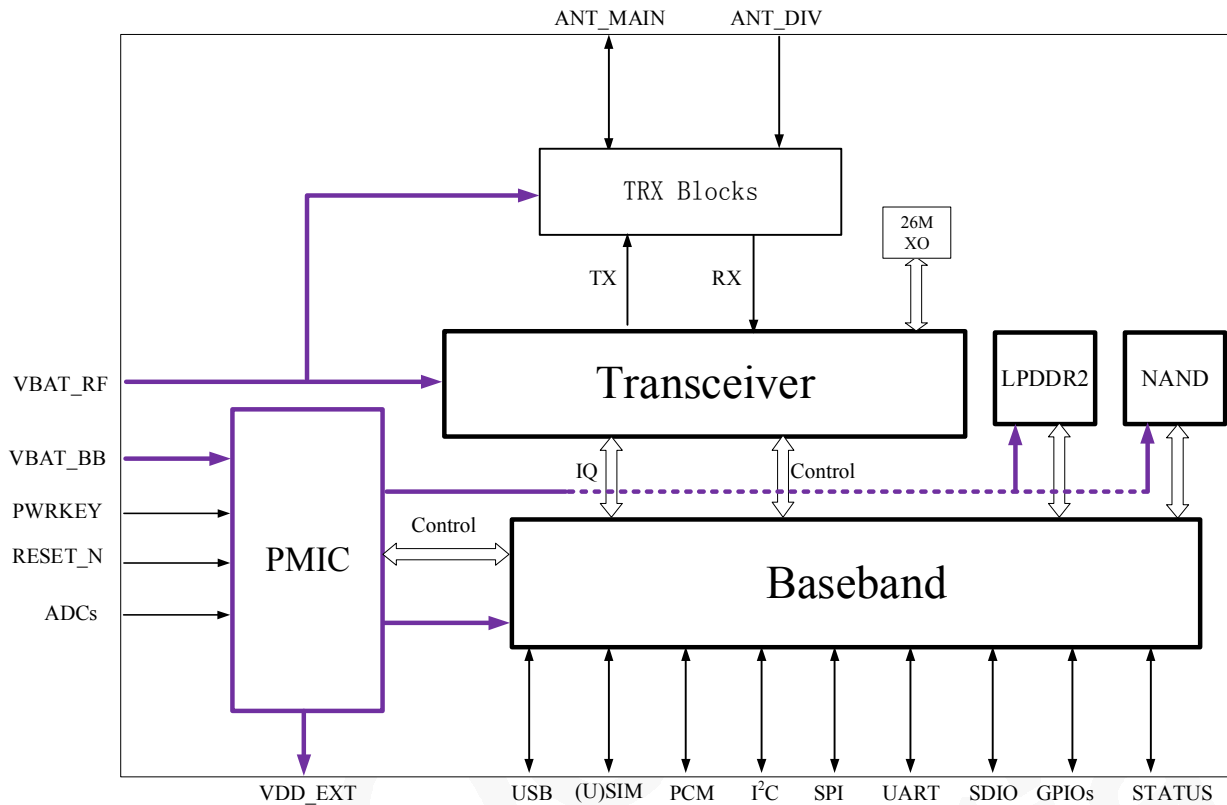 ANT_MAIN ANT_DIV
TRX Blocks
26M
XO
TX RX
VBAT_RF
Transceiver
LPDDR2
NAND
VBAT_BB
IQ
Control
PWRKEY
RESET_N
ADCs
PMIC
Control
Baseband
VDD_EXT USB (U)SIM PCM I²C SPI UART SDIO GPIOs STATUS